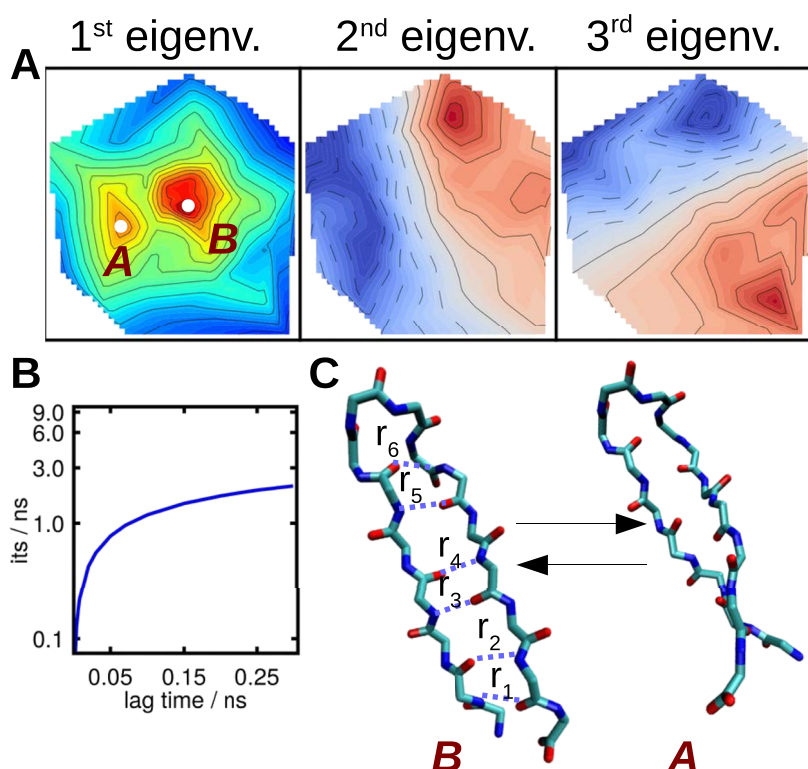 1st eigenv. 2nd eigenv. 3rd eigenv.
A
A B
B C
9.0
6.0
3.0
1.0
0.1
its / ns
0.05 0.15 0.25
lag time / ns
r6
r5
r4
r3
r2
r1
B A